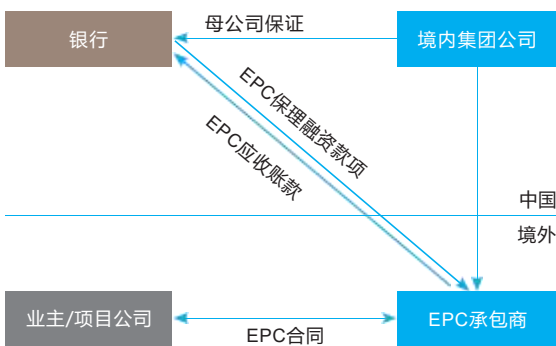 母公司保证
银行
境内集团公司
EPC保理融资款项
EPC应收账款
中国
境外
业主/项目公司
EPC合同
EPC承包商